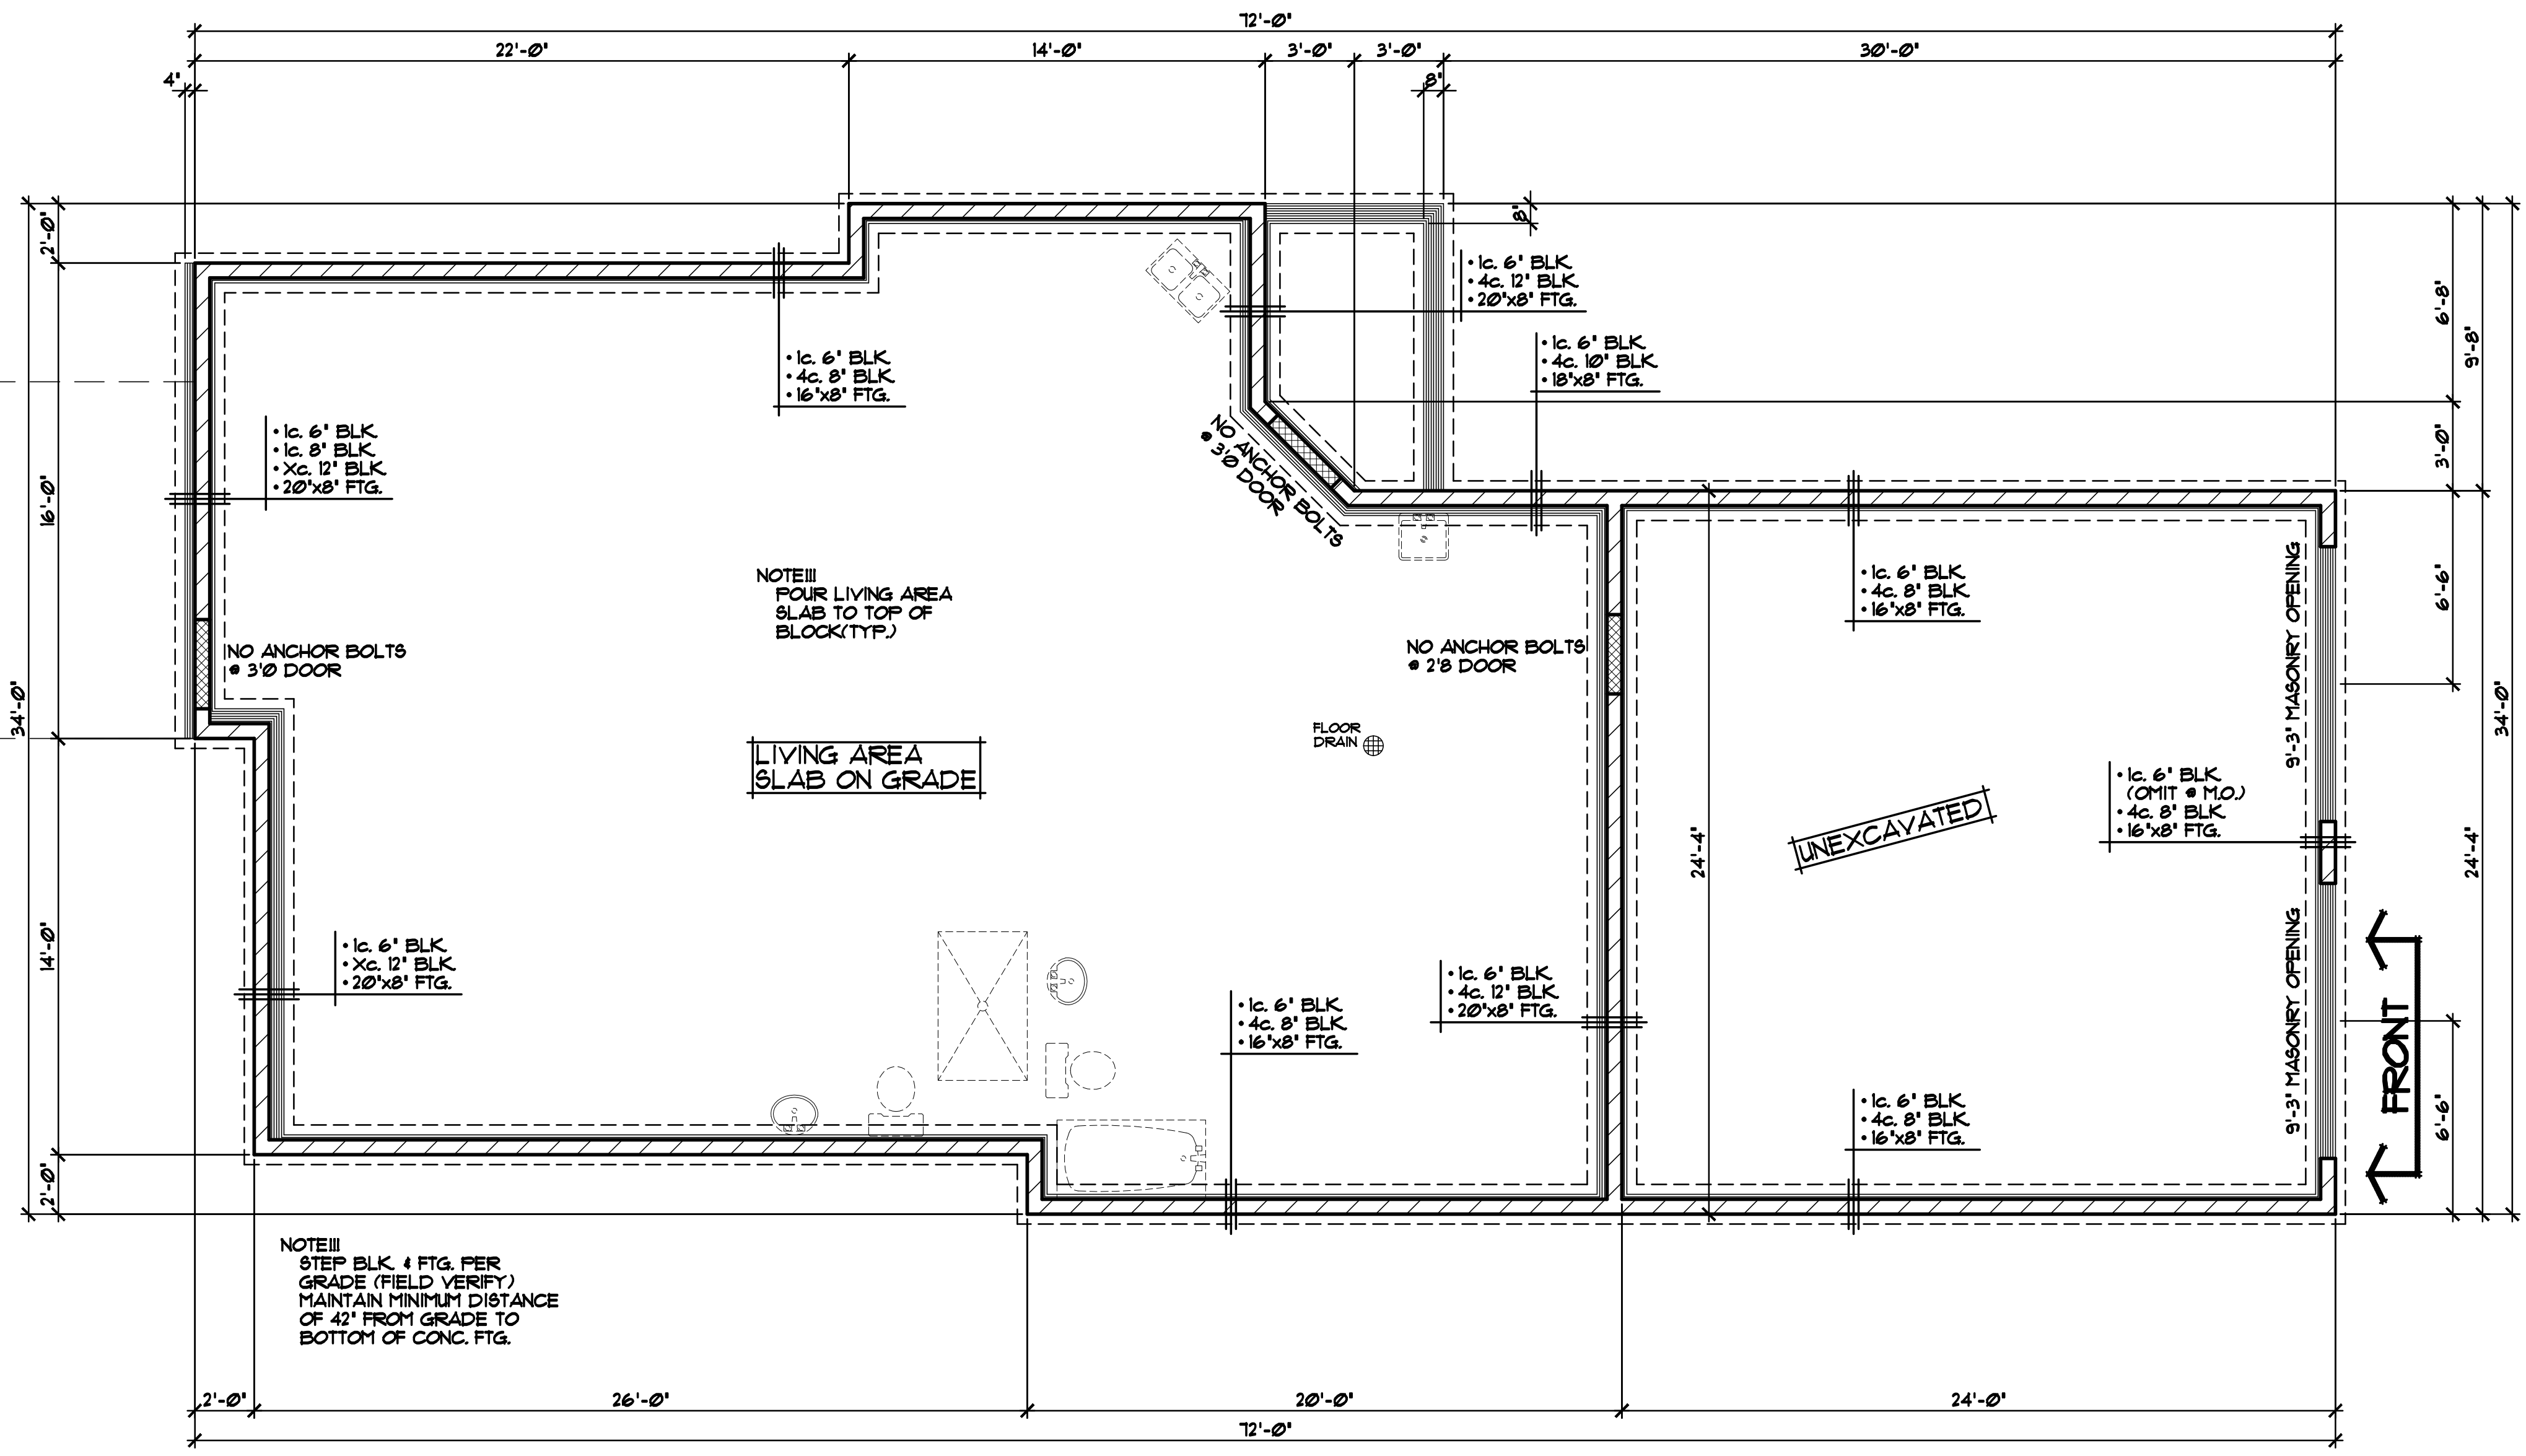 72'-0"
22'-0"
14'-0"
3'-0"
3'-0"
30'-0"
4"
8"
2'-0"
8"
• 1c. 6" BLK.
• 4c. 12" BLK.
• 20"x8" FTG.
6'-8"
9'-8"
• 1c. 6" BLK.
• 4c. 10" BLK.
• 18"x8" FTG.
• 1c. 6" BLK.
• 4c. 8" BLK.
• 16"x8" FTG.
• 1c. 6" BLK.
• 1c. 8" BLK.
• Xc. 12" BLK.
• 20"x8" FTG.
NO ANCHOR BOLTS
@ 3'0 DOOR
3'-0"
16'-0"
NOTE!!!
POUR LIVING AREA
SLAB TO TOP OF
BLOCK(TYP.)
• 1c. 6" BLK.
• 4c. 8" BLK.
• 16"x8" FTG.
9'-3" MASONRY OPENING
6'-6"
NO ANCHOR BOLTS
@ 3'0 DOOR
NO ANCHOR BOLTS
@ 2'8 DOOR
34'-0"
34'-0"
FLOOR
DRAIN
LIVING AREA
SLAB ON GRADE
• 1c. 6" BLK.
(OMIT @ M.O.)
• 4c. 8" BLK.
• 16"x8" FTG.
UNEXCAVATED
24'-4"
24'-4"
14'-0"
• 1c. 6" BLK.
• Xc. 12" BLK.
• 20"x8" FTG.
• 1c. 6" BLK.
• 4c. 8" BLK.
• 16"x8" FTG.
• 1c. 6" BLK.
• 4c. 12" BLK.
• 20"x8" FTG.
9'-3" MASONRY OPENING
FRONT
• 1c. 6" BLK.
• 4c. 8" BLK.
• 16"x8" FTG.
6'-6"
2'-0"
NOTE!!!
STEP BLK. & FTG. PER
GRADE (FIELD VERIFY)
MAINTAIN MINIMUM DISTANCE
OF 42" FROM GRADE TO
BOTTOM OF CONC. FTG.
2'-0"
26'-0"
20'-0"
24'-0"
72'-0"